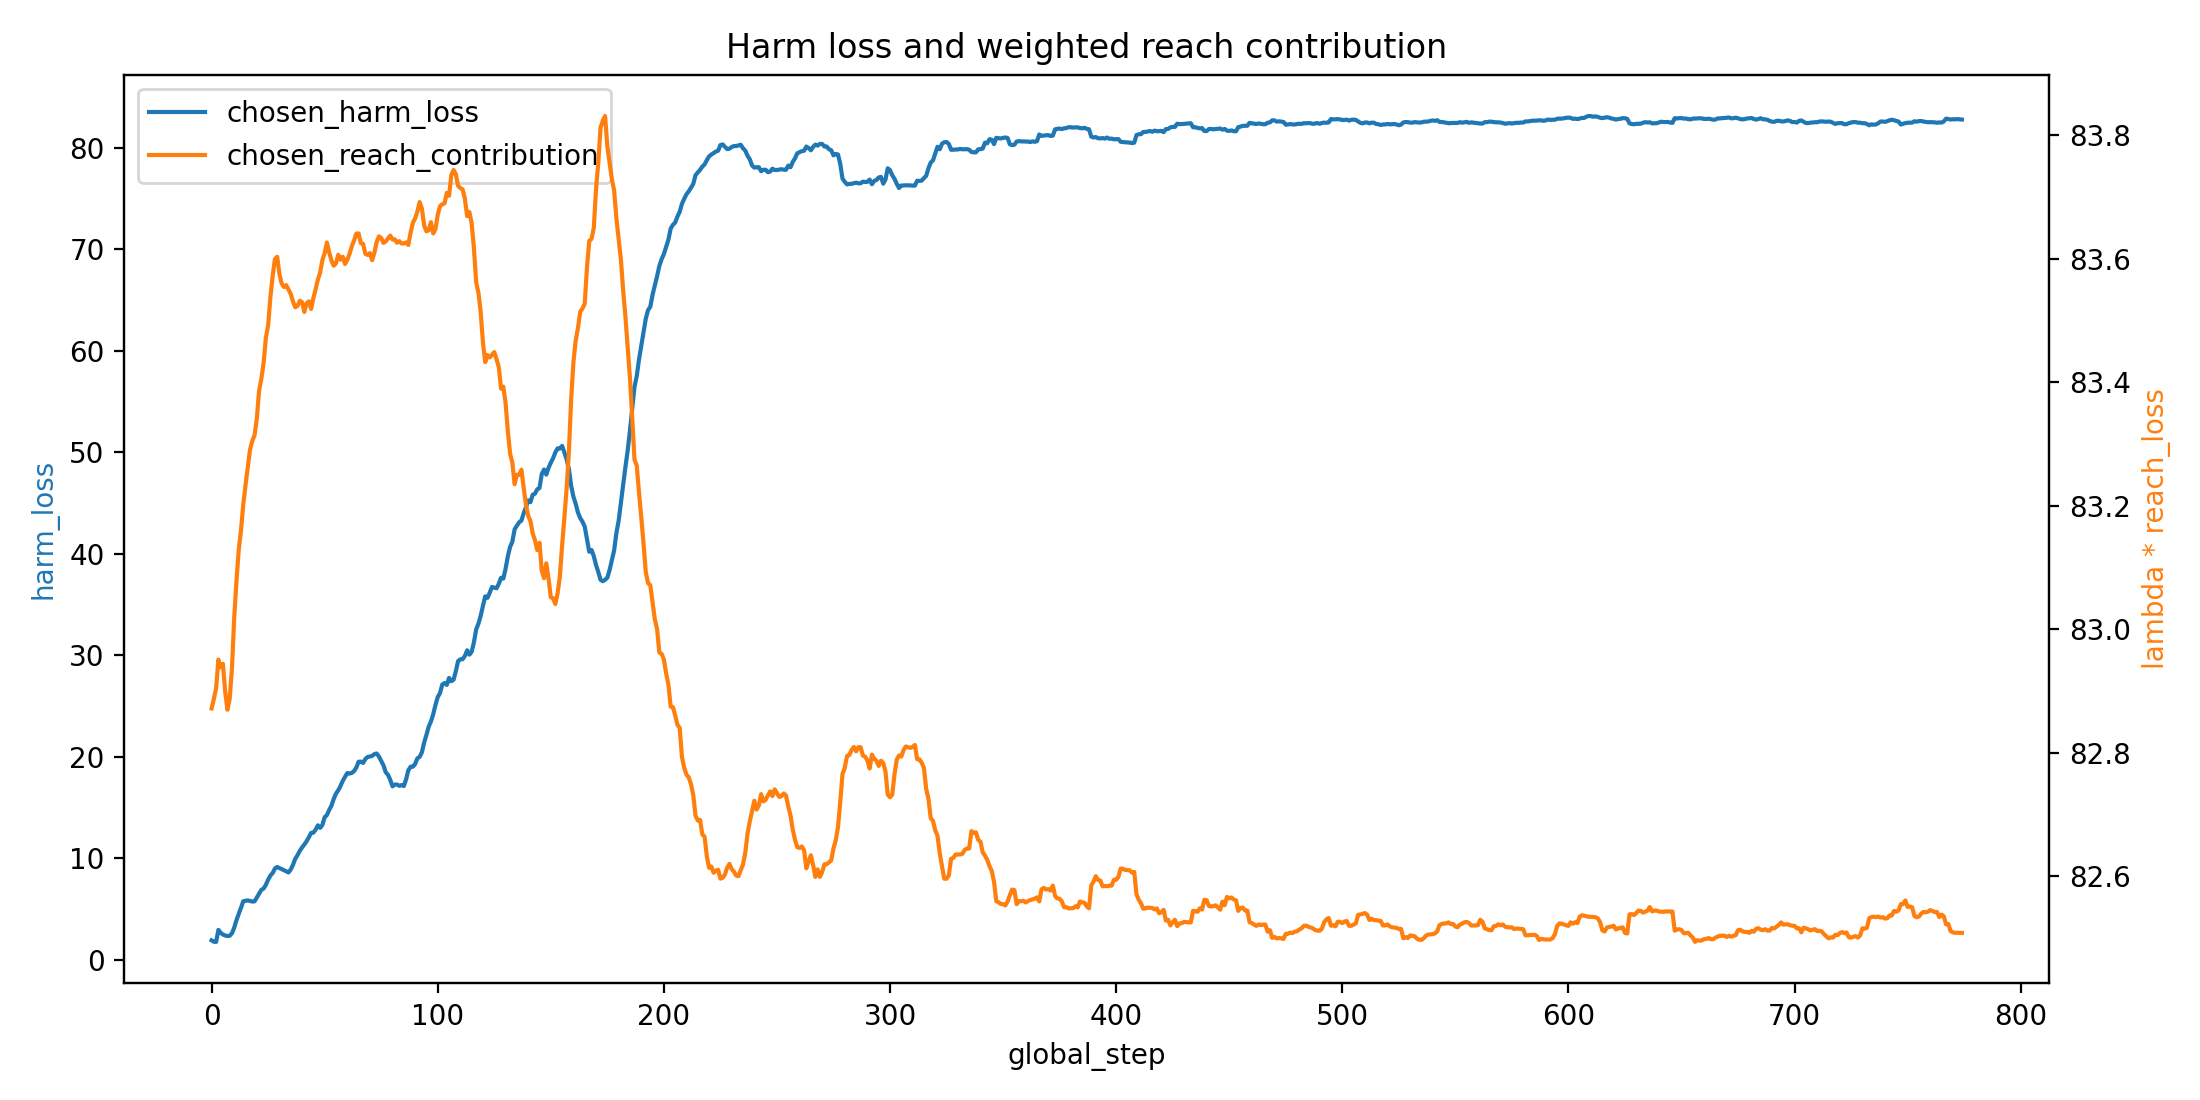 Harm loss and weighted reach contribution
chosen_harm_loss
chosen_reach_contribution
harm_loss
80
70
60
50
40
30
20
10
0
83.8
83.6
83.4
83.2
83.0
82.8
82.6
lambda * reach_loss
0 100 200 300 400 500 600 700 800
global_step